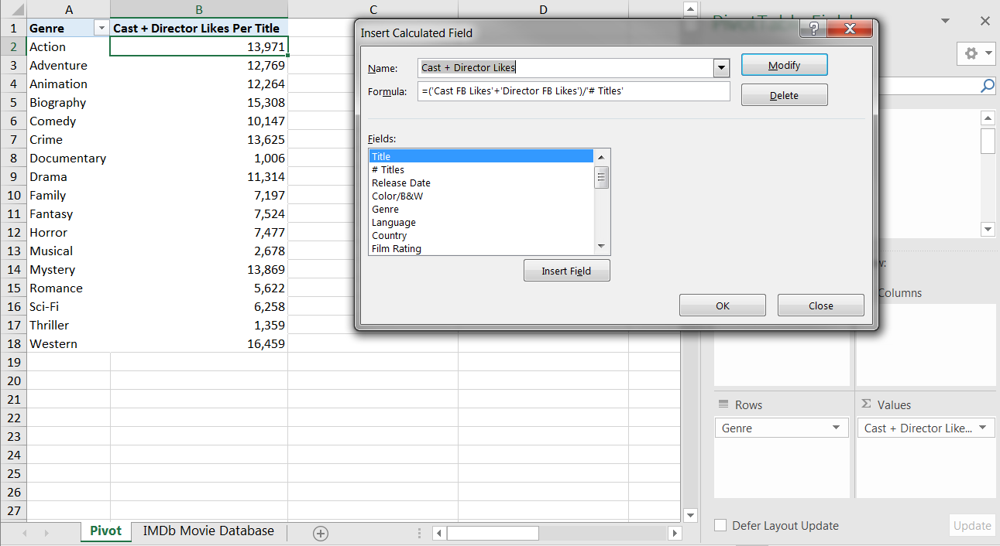 A B C D
1 Genre Cast + Director Likes Per Title
2 Action 13,971
3 Adventure 12,769
4 Animation 12,264
5 Biography 15,308
6 Comedy 10,147
7 Crime 13,625
8 Documentary 1,006
9 Drama 11,314
10 Family 7,197
11 Fantasy 7,524
12 Horror 7,477
13 Musical 2,678
14 Mystery 13,869
15 Romance 5,622
16 Sci-Fi 6,258
17 Thriller 1,359
18 Western 16,459
19
20
21
22
23
24
25
26
27
Pivot IMDb Movie Database
Insert Calculated Field
?
Name: Cast + Director Likes
Modify
Formula: =('Cast FB Likes'+'Director FB Likes')/'# Titles'
Delete
Fields:
Title
# Titles
Release Date
Color/B&W
Genre
Language
Country
Film Rating
Insert Field
OK Close
Columns
Rows
Genre
Σ Values
Cast + Director Like...
Defer Layout Update
Update